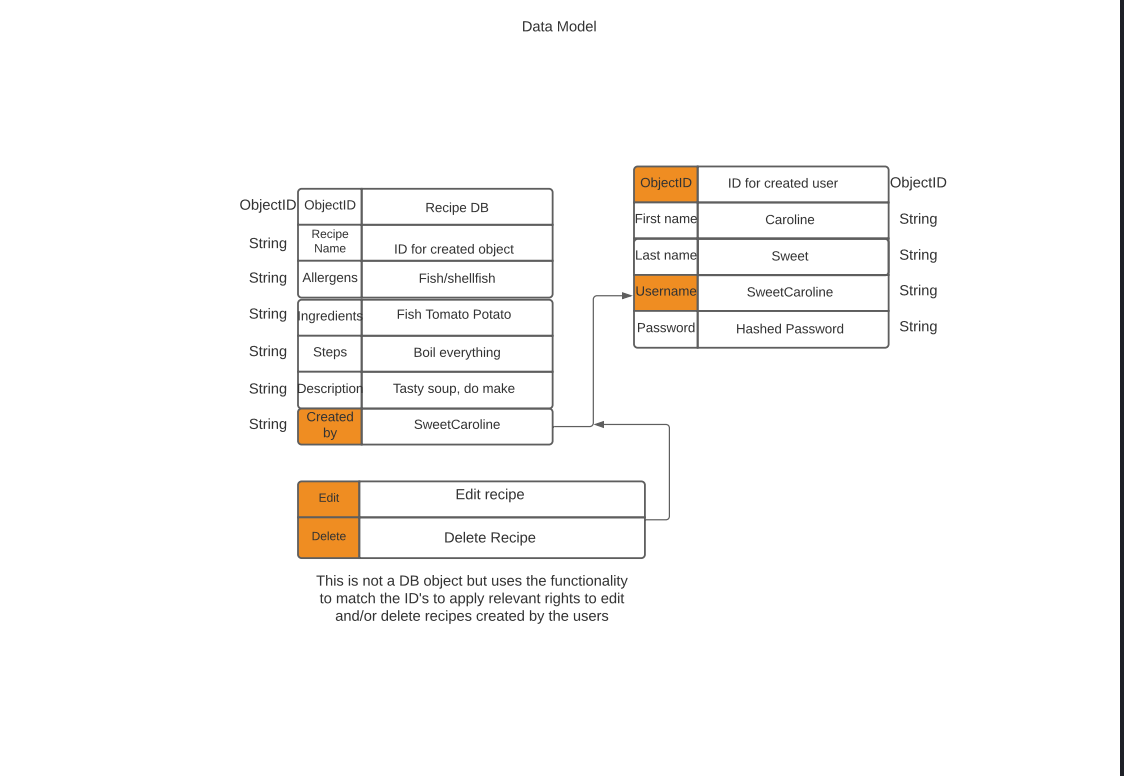 Data Model
ObjectID ObjectID Recipe DB
String Recipe
Name ID for created object
String Allergens Fish/shellfish
String Ingredients Fish Tomato Potato
String Steps Boil everything
String Description Tasty soup, do make
String Created
by SweetCaroline
ObjectID ID for created user ObjectID
First name Caroline String
Last name Sweet String
Username SweetCaroline String
Password Hashed Password String
Edit Edit recipe
Delete Delete Recipe
This is not a DB object but uses the functionality
to match the ID's to apply relevant rights to edit
and/or delete recipes created by the users